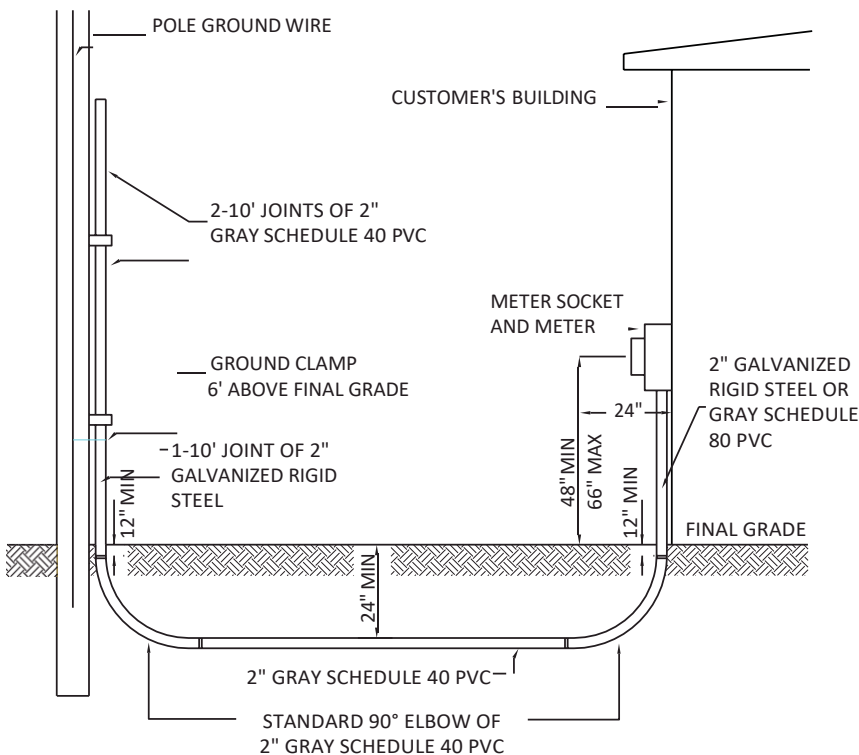 POLE GROUND WIRE
CUSTOMER'S BUILDING
2-10' JOINTS OF 2"
GRAY SCHEDULE 40 PVC
METER SOCKET
AND METER
GROUND CLAMP
6' ABOVE FINAL GRADE
2" GALVANIZED
RIGID STEEL OR
GRAY SCHEDULE
80 PVC
24"
1-10' JOINT OF 2"
GALVANIZED RIGID
STEEL
12" MIN
48" MIN
66" MAX
12" MIN
FINAL GRADE
24" MIN
2" GRAY SCHEDULE 40 PVC
STANDARD 90° ELBOW OF
2" GRAY SCHEDULE 40 PVC